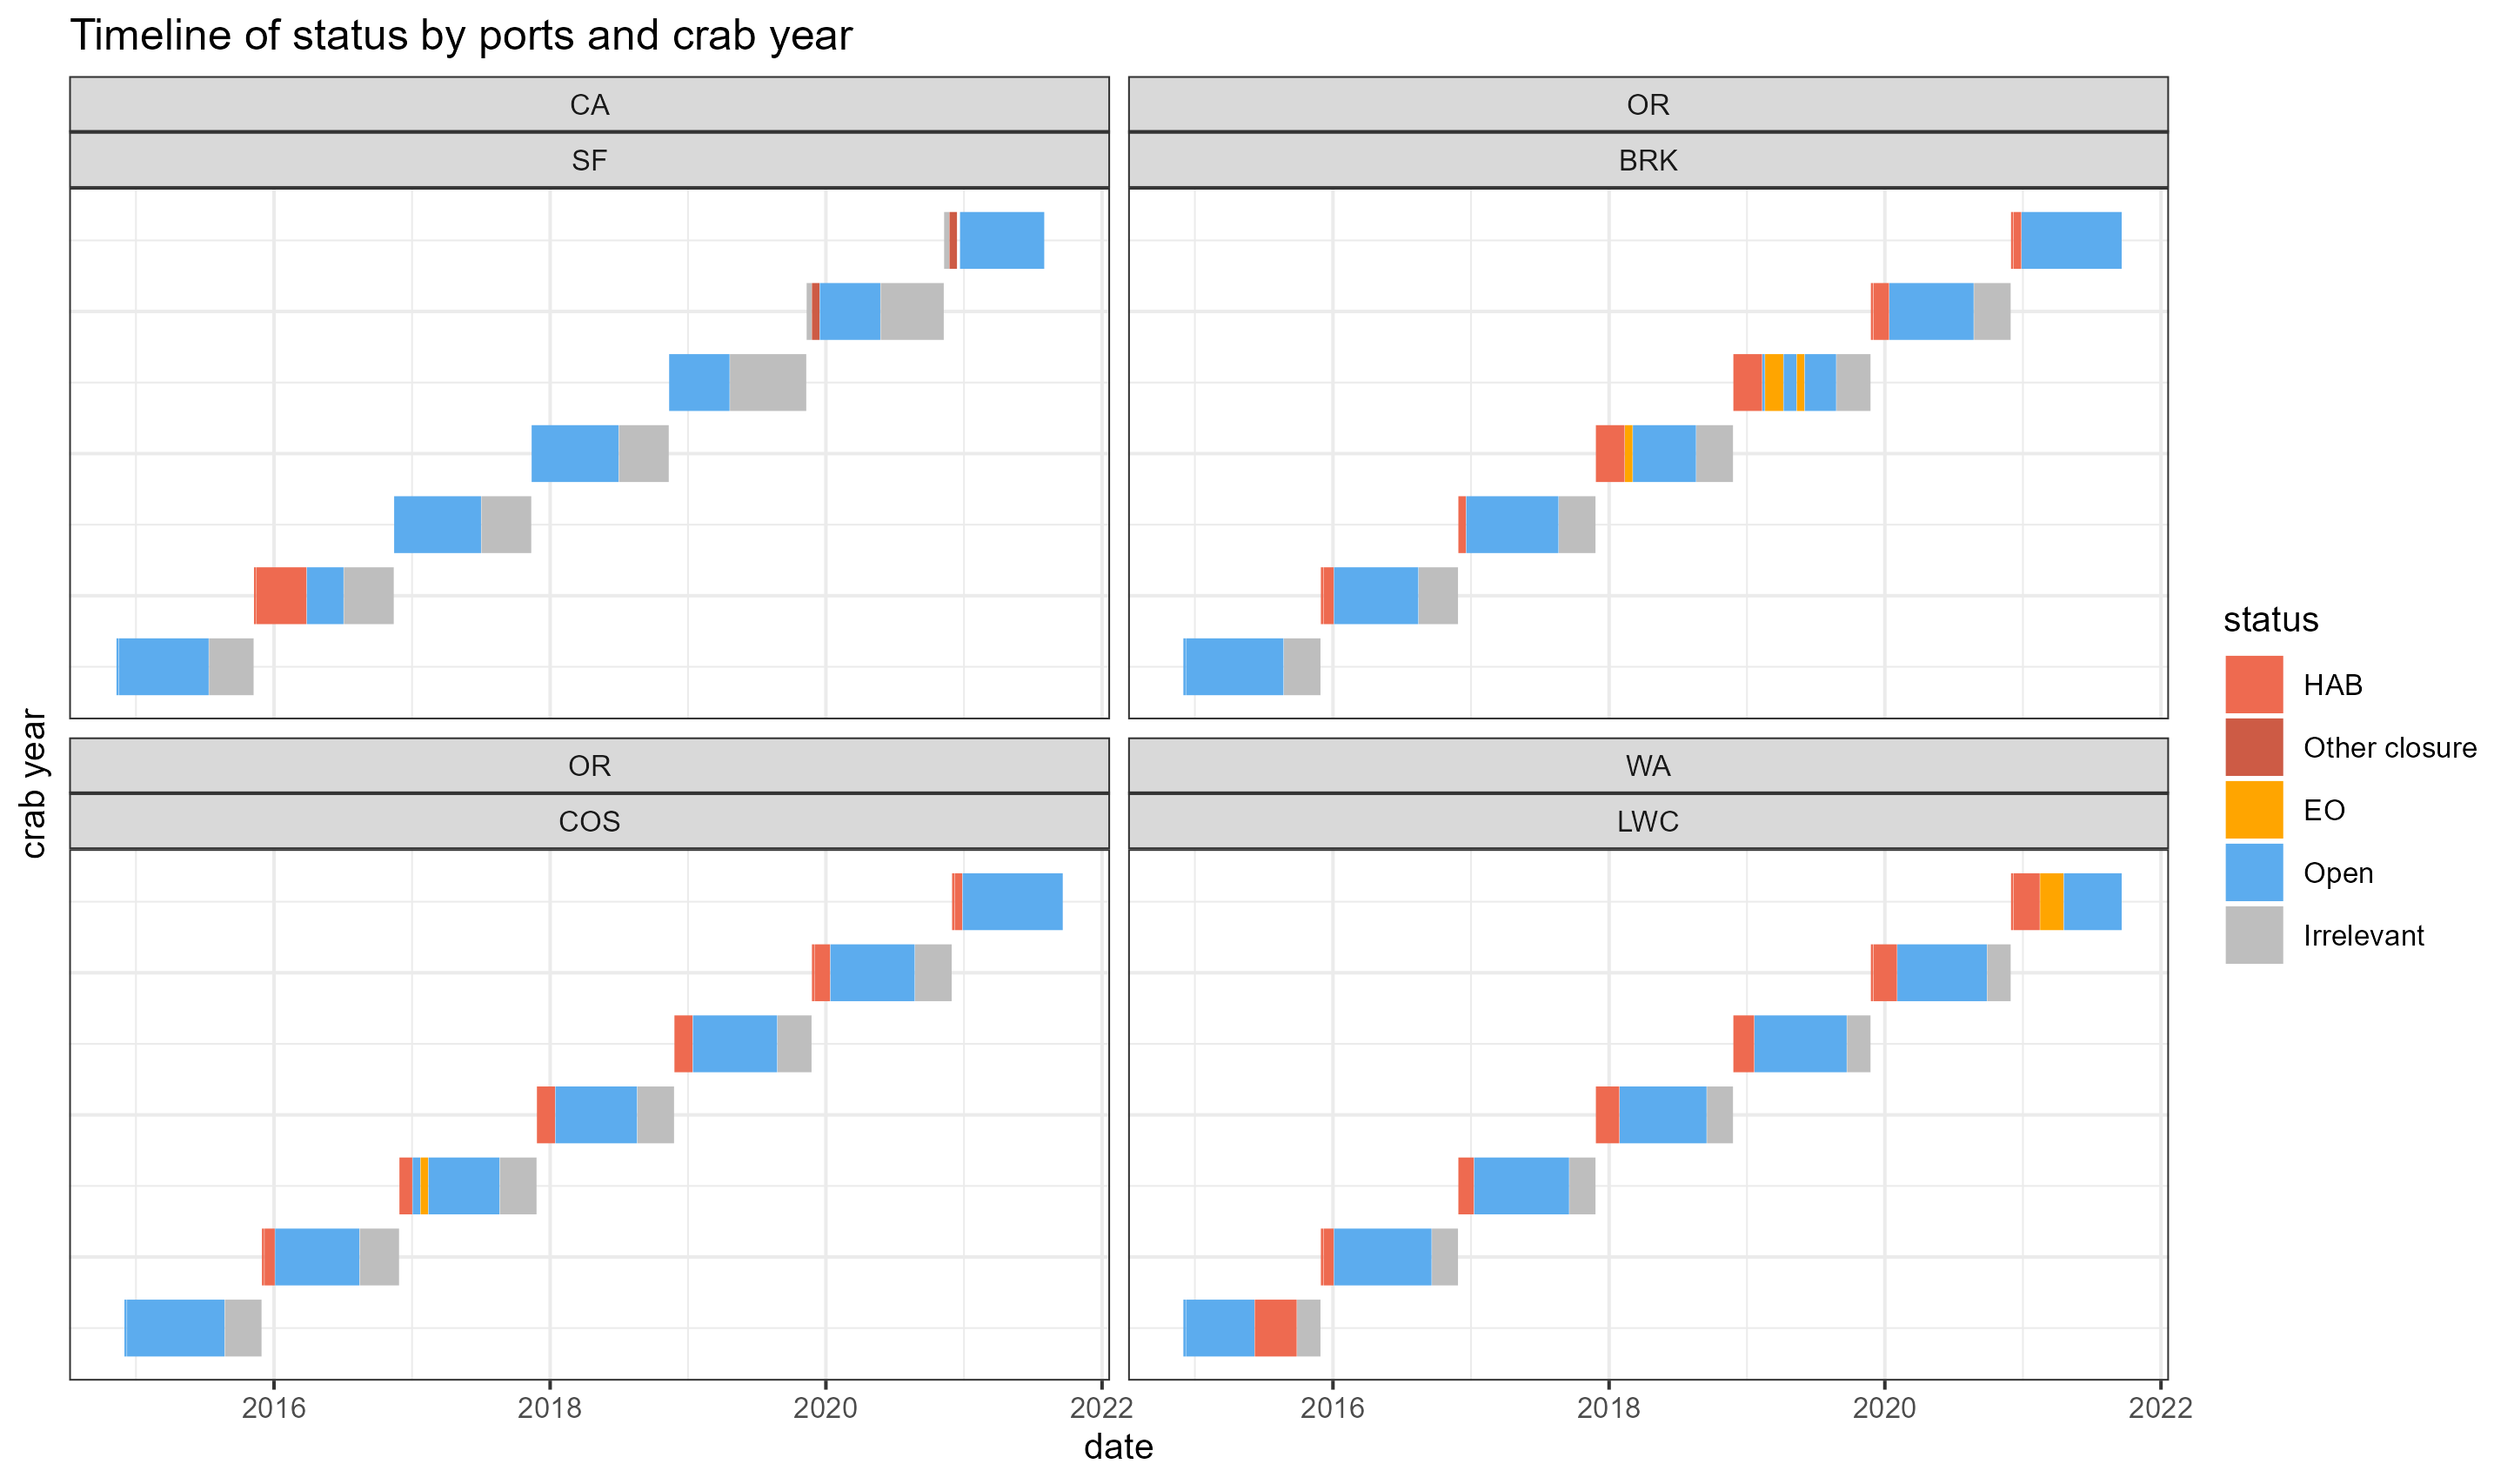 Timeline of status by ports and crab year
CA
SF
OR
BRK
OR
COS
WA
LWC
crab year
2016 2018 2020 2022
2016 2018 2020 2022
date
status
HAB
Other closure
EO
Open
Irrelevant